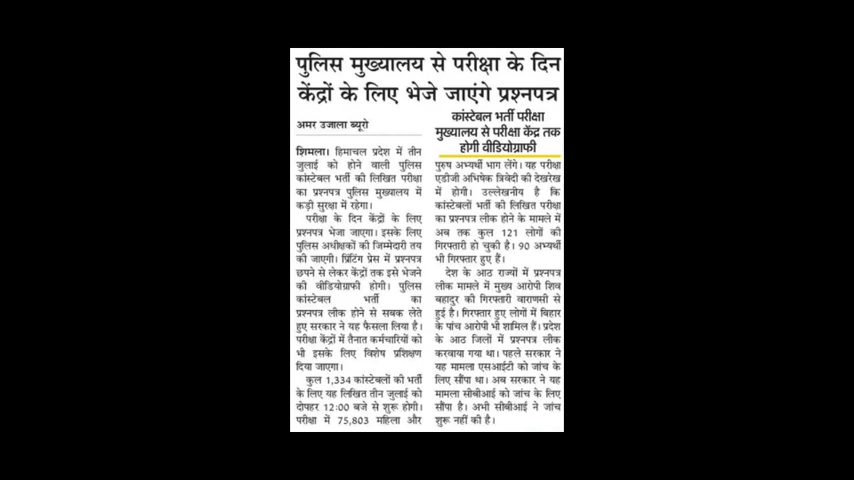 पुलिस मुख्यालय से परीक्षा के दिन
केंद्रों के लिए भेजे जाएंगे प्रश्नपत्र
अमर उजाला ब्यूरो
शिमला। हिमाचल प्रदेश में तीन
जुलाई को होने वाली पुलिस
कांस्टेबल भर्ती की लिखित परीक्षा
का प्रश्नपत्र पुलिस मुख्यालय में
कड़ी सुरक्षा में रहेगा।
परीक्षा के दिन केंद्रों के लिए
प्रश्नपत्र भेजा जाएगा। इसके लिए
पुलिस अधीक्षकों की जिम्मेदारी तय
की जाएगी। प्रिंटिंग प्रेस में प्रश्नपत्र
छपने से लेकर केंद्रों तक इसे भेजने
की वीडियोग्राफी होगी। पुलिस
कांस्टेबल भर्ती का
प्रश्नपत्र लीक होने से सबक लेते
हुए सरकार ने यह फैसला लिया है।
परीक्षा केंद्रों में तैनात कर्मचारियों को
भी इसके लिए विशेष प्रशिक्षण
दिया जाएगा।
कुल 1,334 कांस्टेबलों की भर्ती
के लिए यह लिखित तीन जुलाई को
दोपहर 12:00 बजे से शुरू होगी।
परीक्षा में 75,803 महिला और
कांस्टेबल भर्ती परीक्षा
मुख्यालय से परीक्षा केंद्र तक
होगी वीडियोग्राफी
पुरुष अभ्यर्थी भाग लेंगे। यह परीक्षा
एडीजी अभिषेक त्रिवेदी की देखरेख
में होगी। उल्लेखनीय है कि
कांस्टेबलों भर्ती की लिखित परीक्षा
का प्रश्नपत्र लीक होने के मामले में
अब तक कुल 121 लोगों की
गिरफ्तारी हो चुकी है। 90 अभ्यर्थी
भी गिरफ्तार हुए हैं।
देश के आठ राज्यों में प्रश्नपत्र
लीक मामले में मुख्य आरोपी शिव
बहादुर की गिरफ्तारी वाराणसी से
हुई है। गिरफ्तार हुए लोगों में बिहार
के पांच आरोपी भी शामिल हैं। प्रदेश
के आठ जिलों में प्रश्नपत्र लीक
करवाया गया था। पहले सरकार ने
यह मामला एसआईटी को जांच के
लिए सौंपा था। अब सरकार ने यह
मामला सीबीआई को जांच के लिए
सौंपा है। अभी सीबीआई ने जांच
शुरू नहीं की है।